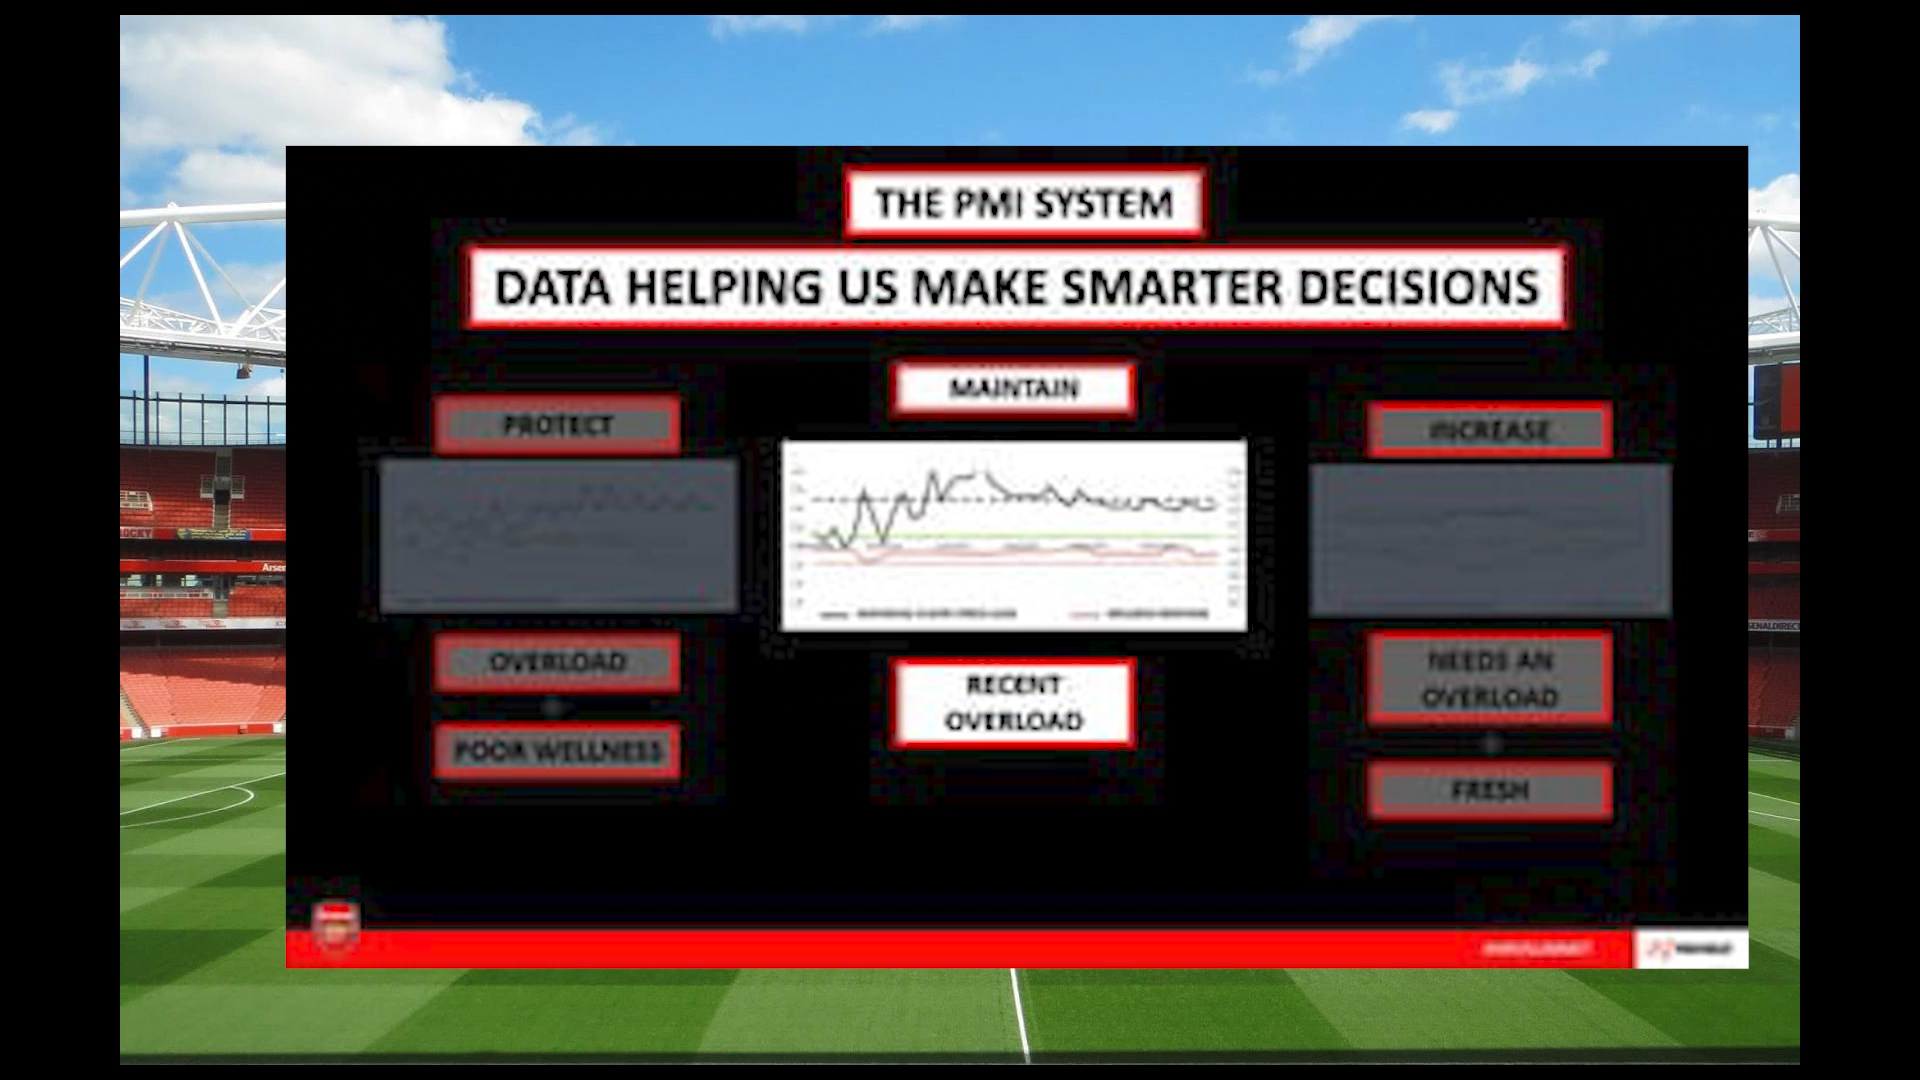 THE PMI SYSTEM
DATA HELPING US MAKE SMARTER DECISIONS
MAINTAIN
PROTECT
INCREASE
OVERLOAD
POOR WELLNESS
RECENT
OVERLOAD
NEEDS AN
OVERLOAD
FRESH
Arse